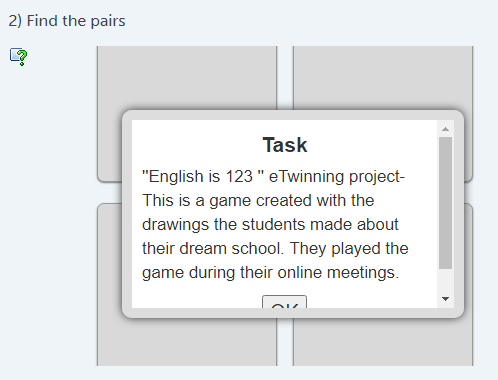 2) Find the pairs
Task
"English is 123 " eTwinning project-
This is a game created with the
drawings the students made about
their dream school. They played the
game during their online meetings.
OK